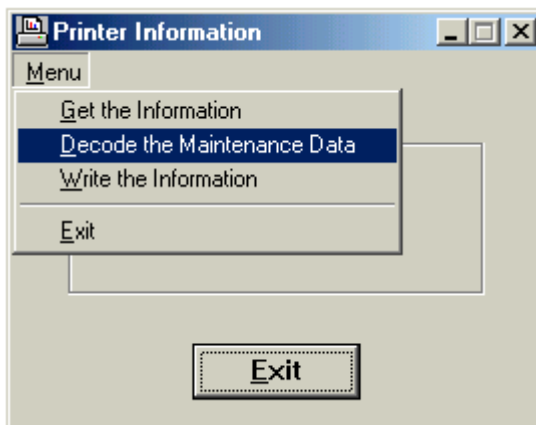 Printer Information
Menu
Get the Information
Decode the Maintenance Data
Write the Information
Exit
Exit